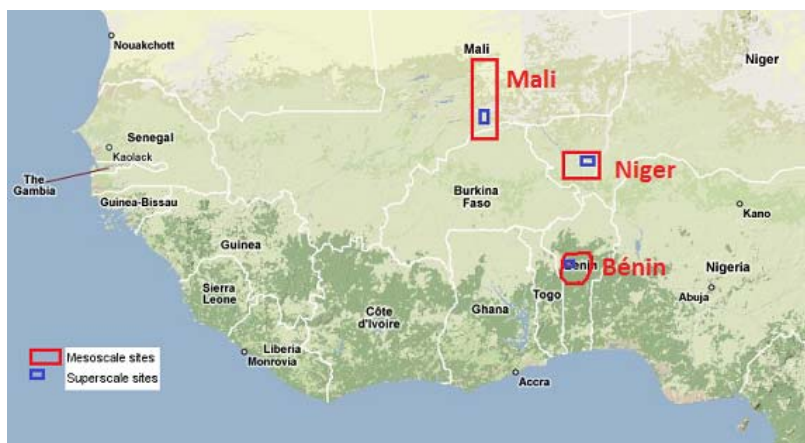 Nouakchott
Mali
Mali
Niger
Senegal
Kaolack
The
Gambia
Niger
Guinea-Bissau
Burkina
Faso
Kano
Guinea
Bénin
Bénin
Nigeria
Sierra
Leone
Côte
d'Ivoire
Ghana
Togo
Abuja
Liberia
Monrovia
Accra
Mesoscale sites
Superscale sites